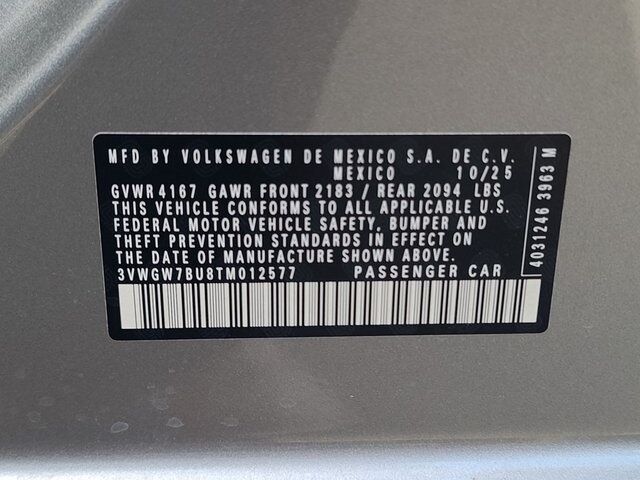 MFD BY VOLKSWAGEN DE MEXICO S.A. DE C.V.
MEXICO 10/25
GVWR 4167 GAWR FRONT 2183 / REAR 2094 LBS
THIS VEHICLE CONFORMS TO ALL APPLICABLE U.S.
FEDERAL MOTOR VEHICLE SAFETY, BUMPER AND
THEFT PREVENTION STANDARDS IN EFFECT ON
THE DATE OF MANUFACTURE SHOWN ABOVE.
3VWGW7BU8TM012577 PASSENGER CAR
4031246 3963 M